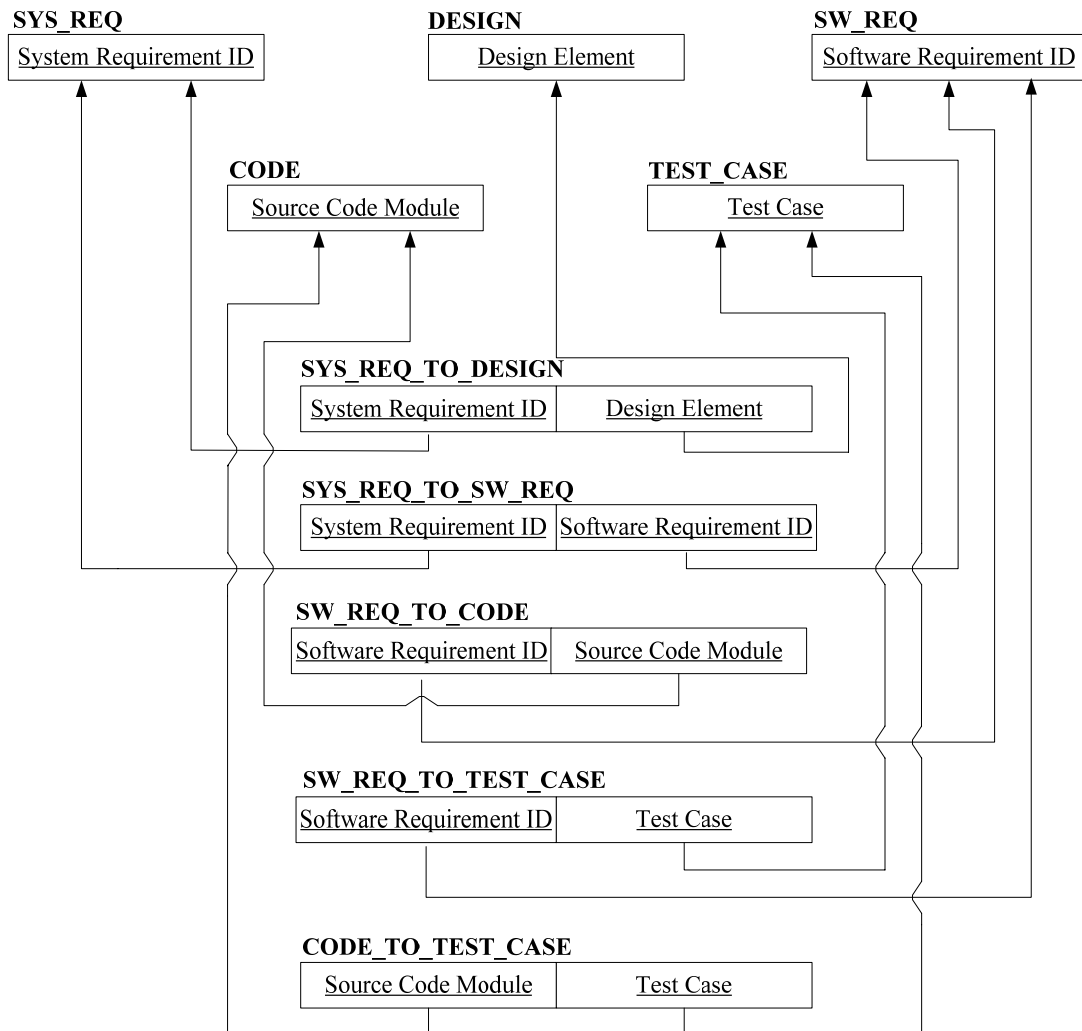 SYS_REQ
DESIGN
SW_REQ
System Requirement ID
Design Element
Software Requirement ID
CODE
TEST_CASE
Source Code Module
Test Case
SYS_REQ_TO_DESIGN
System Requirement ID
Design Element
SYS_REQ_TO_SW_REQ
System Requirement ID
Software Requirement ID
SW_REQ_TO_CODE
Software Requirement ID
Source Code Module
SW_REQ_TO_TEST_CASE
Software Requirement ID
Test Case
CODE_TO_TEST_CASE
Source Code Module
Test Case